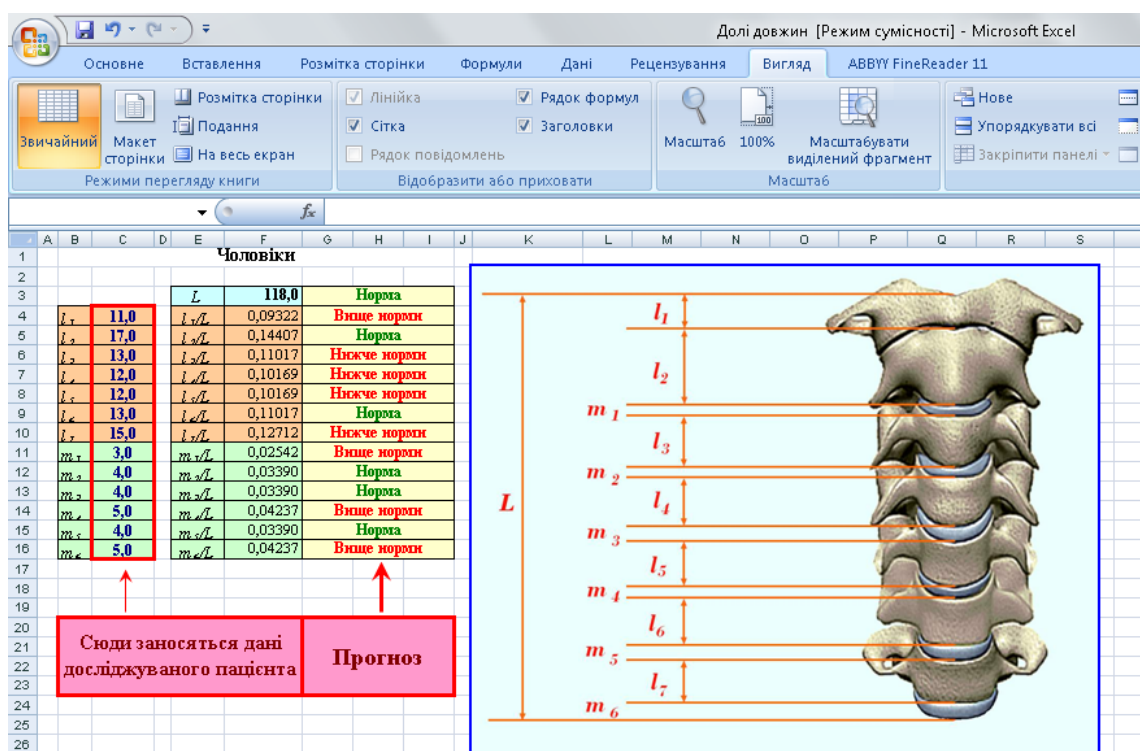 Долі довжин [Режим сумісності] - Microsoft Excel
Основне Вставлення Розмітка сторінки Формули Дані Рецензування Вигляд ABBYY FineReader 11
Звичайний
Макет сторінки
Розмітка сторінки
Подання
На весь екран
Режими перегляду книги
Лінійка
Сітка
Рядок повідомлень
Рядок формул
Заголовки
Відобразити або приховати
Масштаб
100%
Масштабувати виділений фрагмент
Масштаб
Нове
Упорядкувати всі
Закріпити панелі
fx
A B C D E F G H I J K L M N O P Q R S
1 Чоловіки
2
3 L 118,0 Норма
4 l₁ 11,0 l₁/L 0,09322 Вище норми
5 l₂ 17,0 l₂/L 0,14407 Норма
6 l₃ 13,0 l₃/L 0,11017 Нижче норми
7 l₄ 12,0 l₄/L 0,10169 Нижче норми
8 l₅ 12,0 l₅/L 0,10169 Нижче норми
9 l₆ 13,0 l₆/L 0,11017 Норма
10 l₇ 15,0 l₇/L 0,12712 Нижче норми
11 m₁ 3,0 m₁/L 0,02542 Вище норми
12 m₂ 4,0 m₂/L 0,03390 Норма
13 m₃ 4,0 m₃/L 0,03390 Норма
14 m₄ 5,0 m₄/L 0,04237 Вище норми
15 m₅ 4,0 m₅/L 0,03390 Норма
16 m₆ 5,0 m₆/L 0,04237 Вище норми
17
18
19
20
21
22
23
24
25
26
Сюди заносяться дані
досліджуваного пацієнта
Прогноз
L
l₁
l₂
m₁
l₃
m₂
l₄
m₃
l₅
m₄
l₆
m₅
l₇
m₆